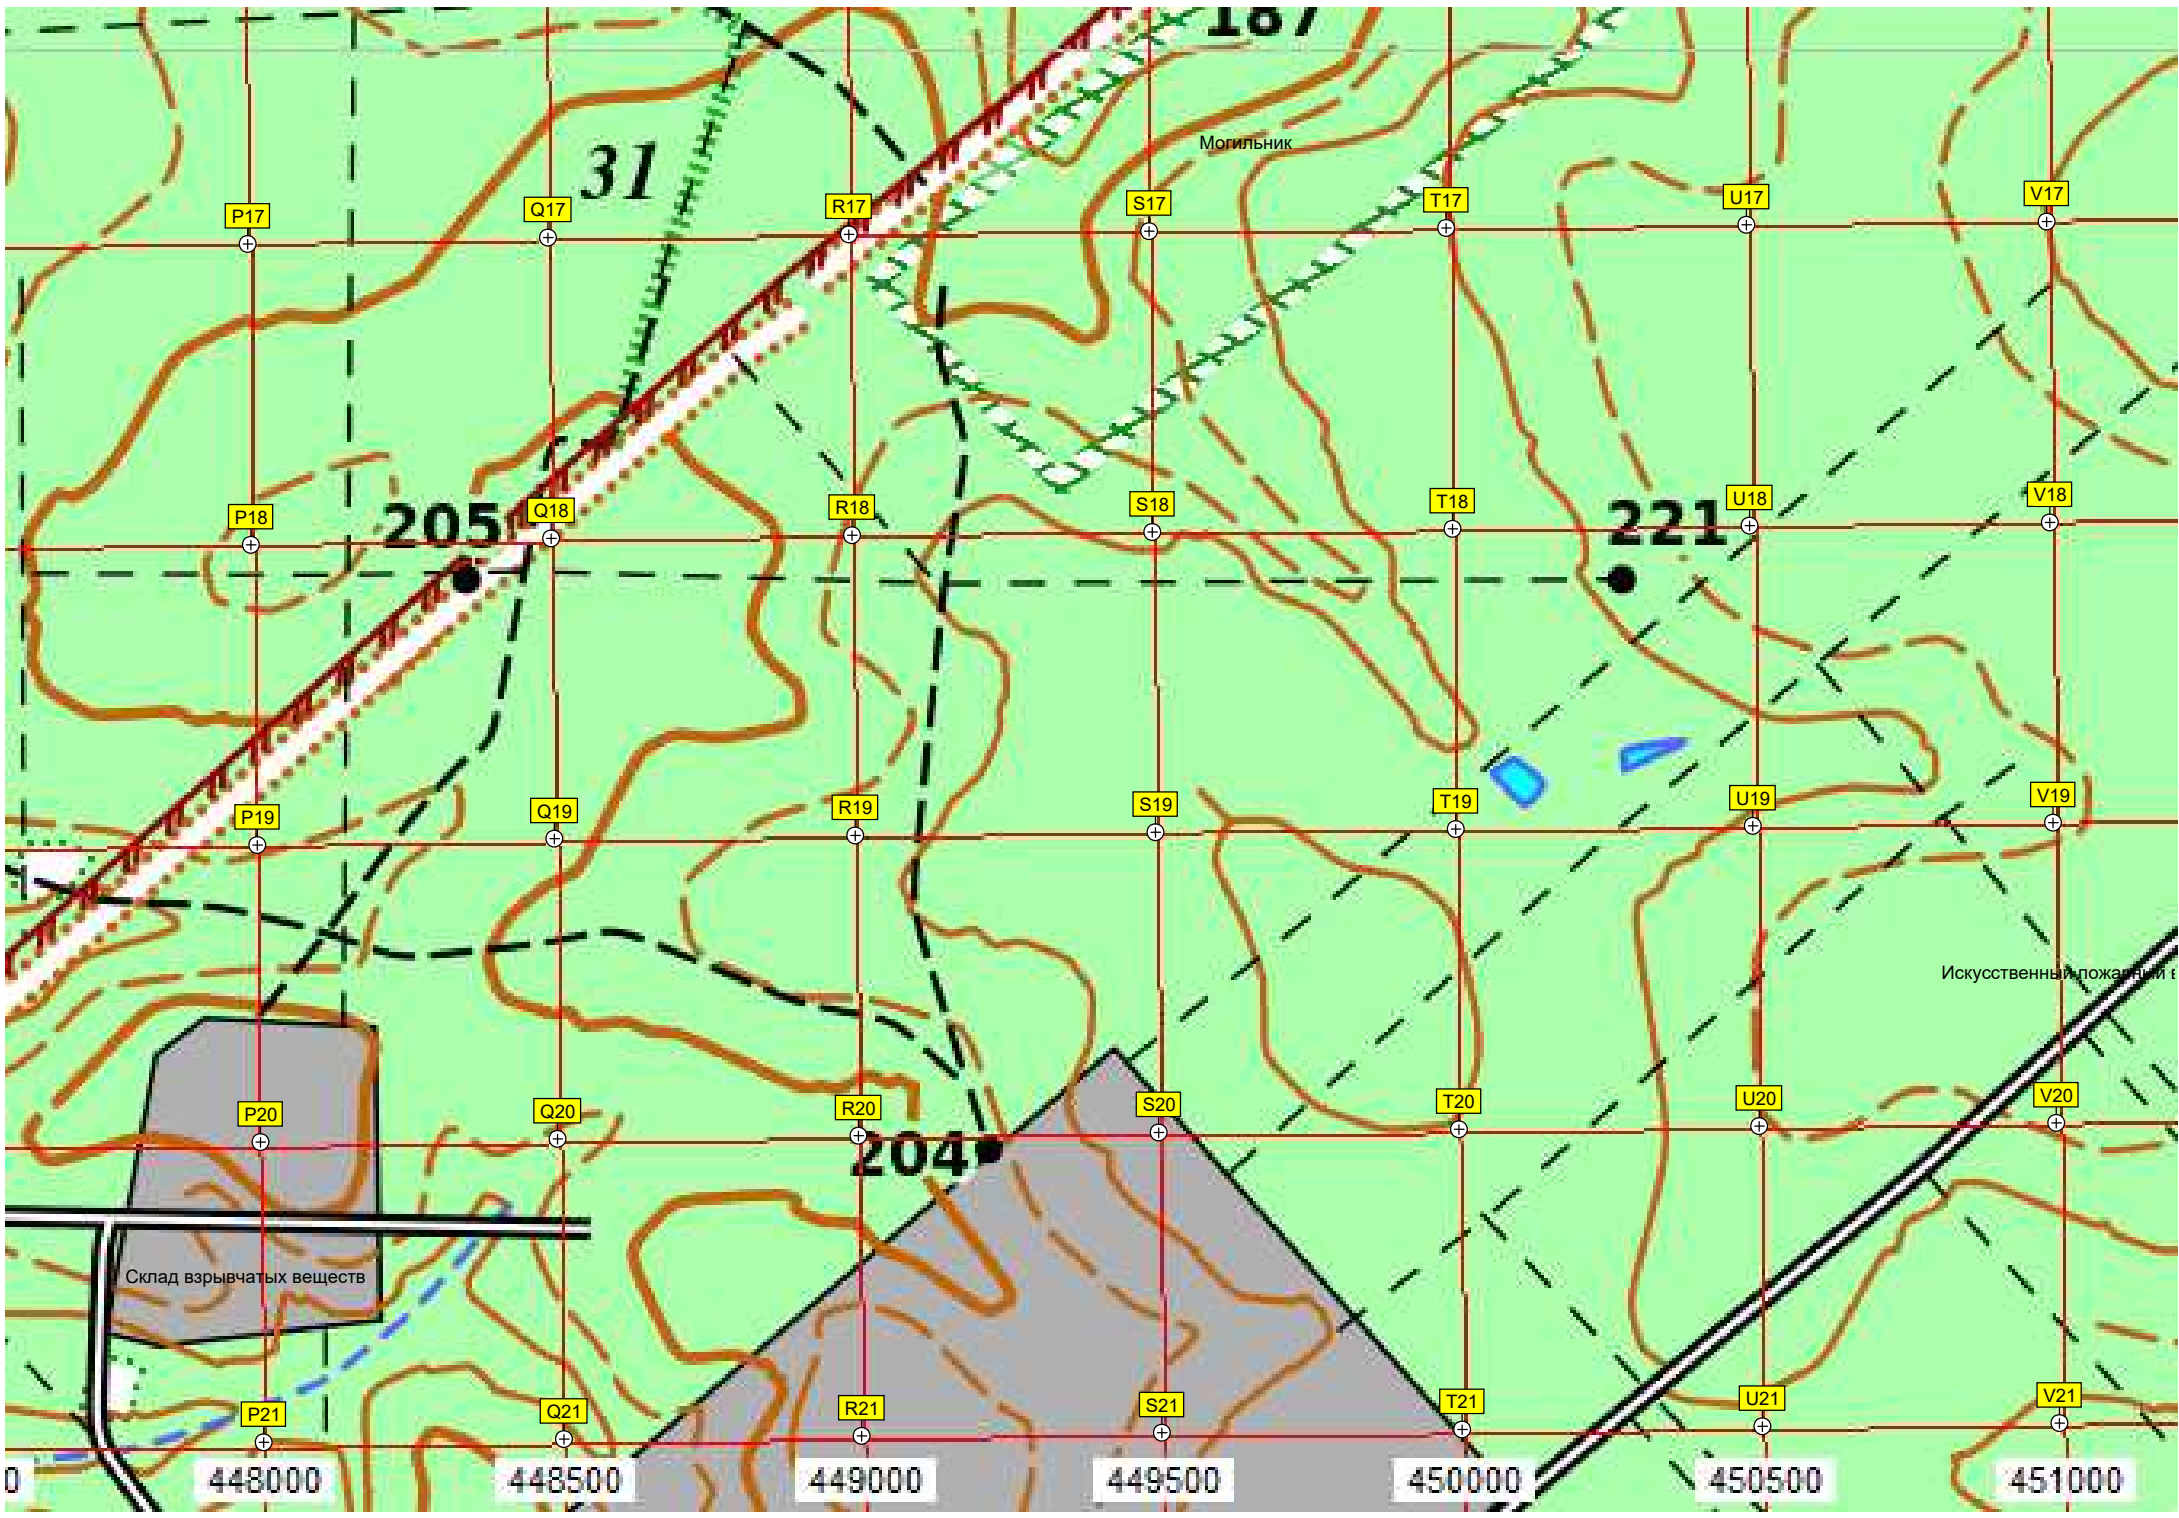 187
Могильник
31
P17 Q17 R17 S17 T17 U17 V17
205
221
P18 Q18 R18 S18 T18 U18 V18
P19 Q19 R19 S19 T19 U19 V19
Искусственный пожарный в
P20 Q20 R20 S20 T20 U20 V20
204
Склад взрывчатых веществ
P21 Q21 R21 S21 T21 U21 V21
0 448000 448500 449000 449500 450000 450500 451000